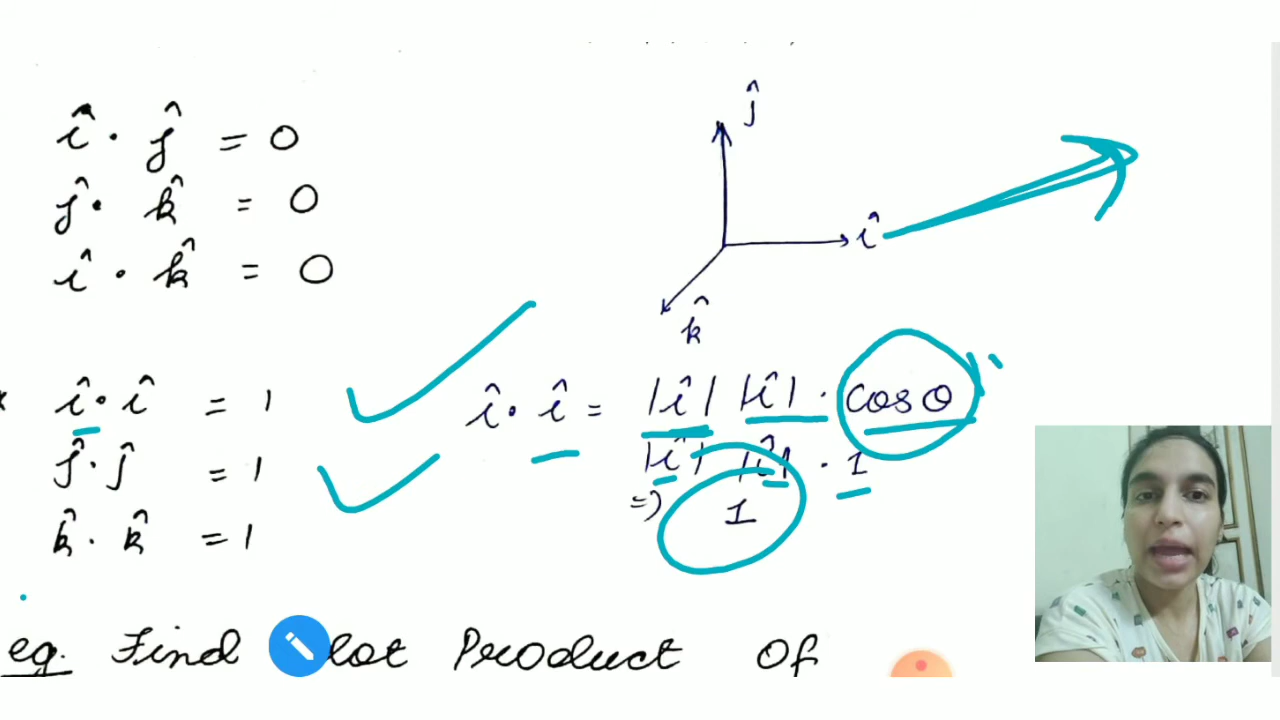 î · ĵ = 0
ĵ · k̂ = 0
î · k̂ = 0
ĵ
î
k̂
î · î = 1
ĵ · ĵ = 1
k̂ · k̂ = 1
î · î = |î| |î| · cos θ
|î| |î| · 1
=) 1
eg. Find Dot Product Of